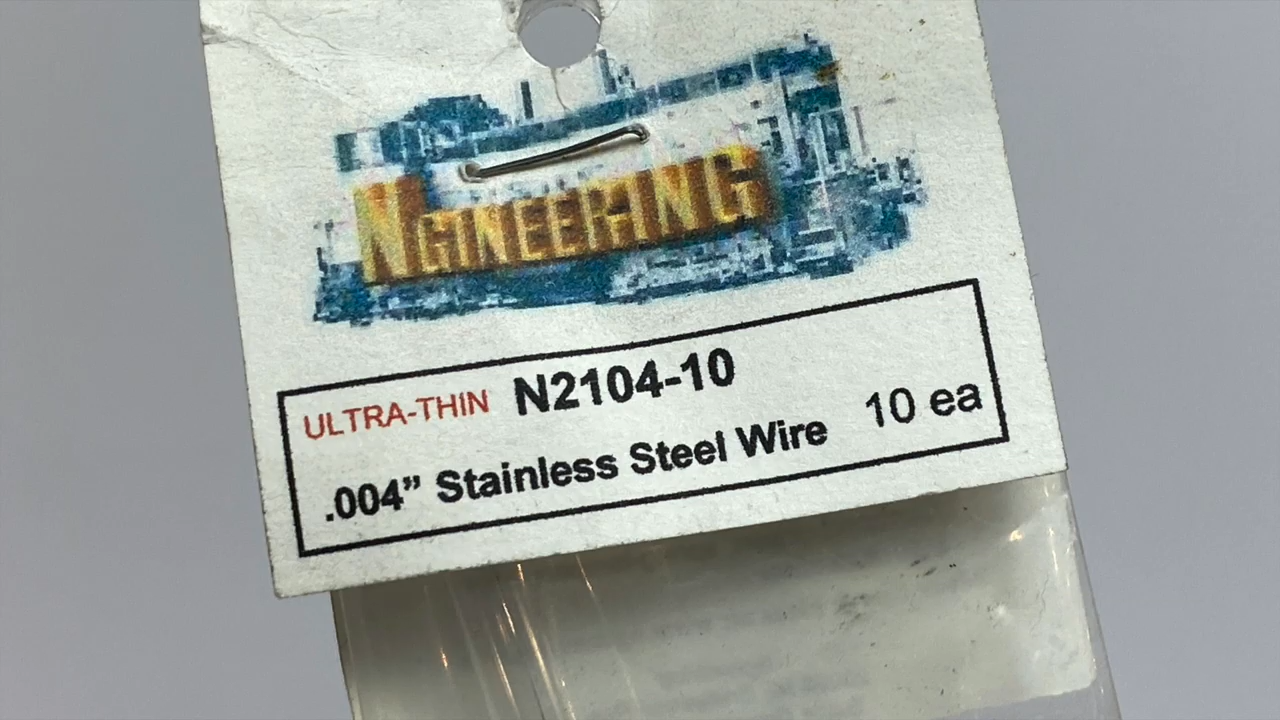 NGINEERING
ULTRA-THIN N2104-10
.004” Stainless Steel Wire 10 ea